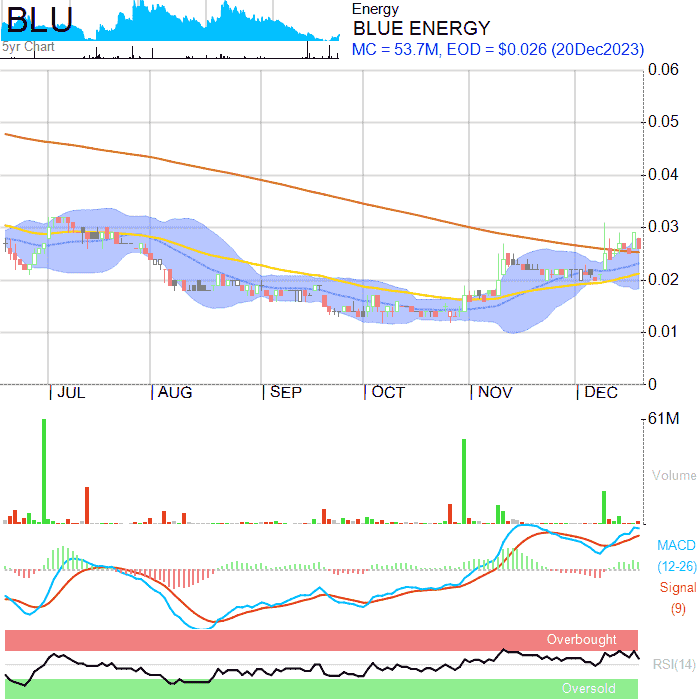 BLU
5yr Chart
Energy
BLUE ENERGY
MC = 53.7M, EOD = $0.026 (20Dec2023)
0.06
0.05
0.04
0.03
0.02
0.01
0
JUL AUG SEP OCT NOV DEC
61M
Volume
MACD
(12-26)
Signal
(9)
Overbought
RSI(14)
Oversold